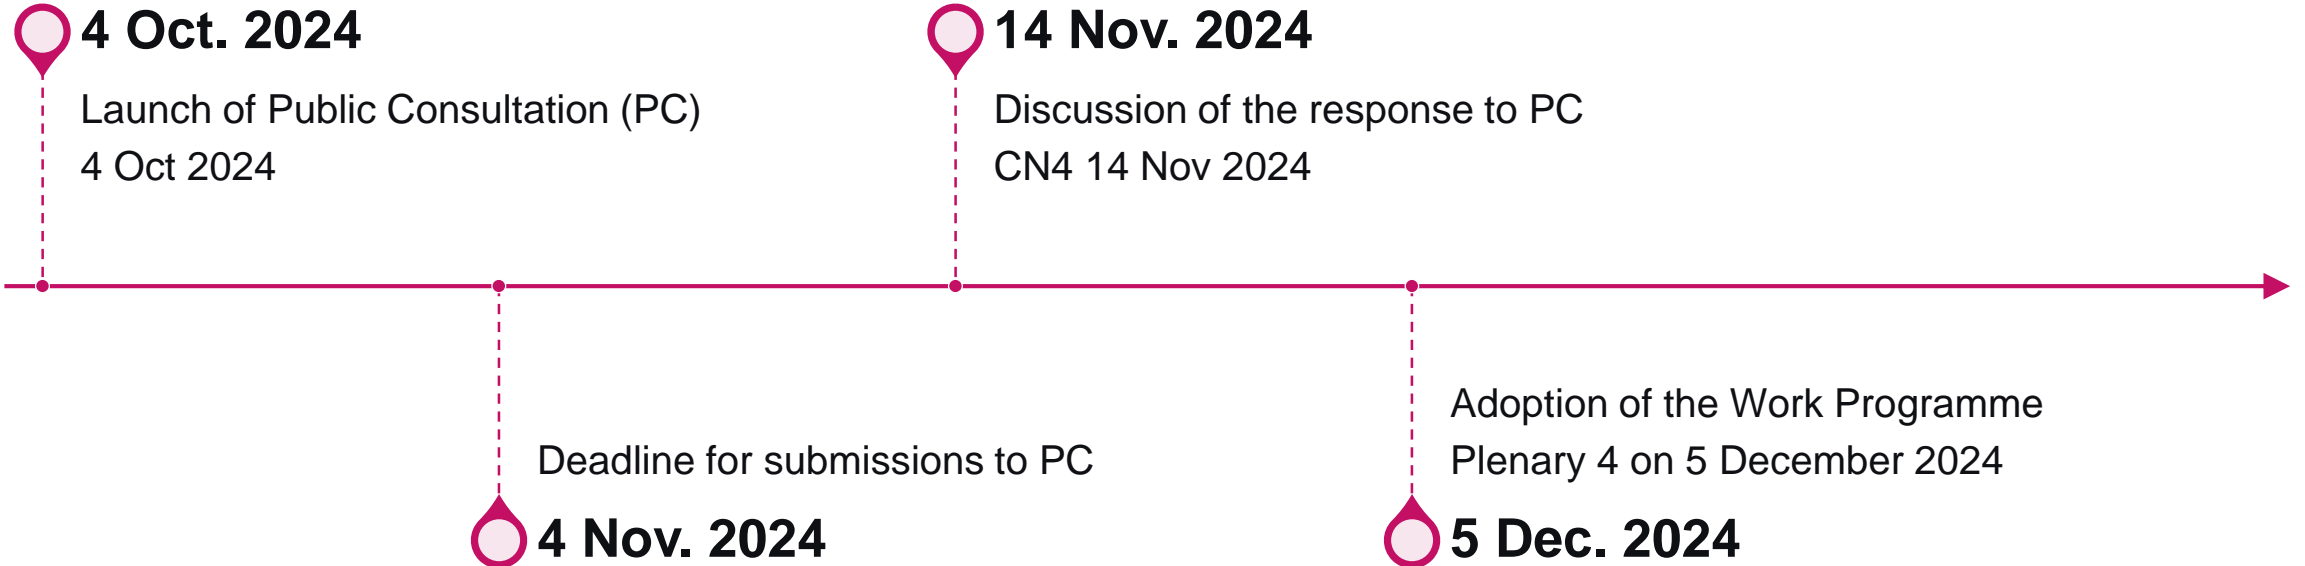 4 Oct. 2024
Launch of Public Consultation (PC)
4 Oct 2024
14 Nov. 2024
Discussion of the response to PC
CN4 14 Nov 2024
Deadline for submissions to PC
4 Nov. 2024
Adoption of the Work Programme
Plenary 4 on 5 December 2024
5 Dec. 2024